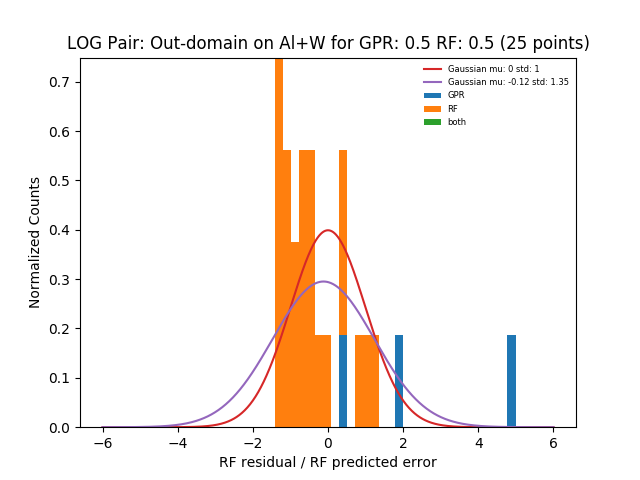 LOG Pair: Out-domain on Al+W for GPR: 0.5 RF: 0.5 (25 points)
Gaussian mu: 0 std: 1
Gaussian mu: -0.12 std: 1.35
GPR
RF
both
Normalized Counts
0.7
0.6
0.5
0.4
0.3
0.2
0.1
0.0
−6 −4 −2 0 2 4 6
RF residual / RF predicted error